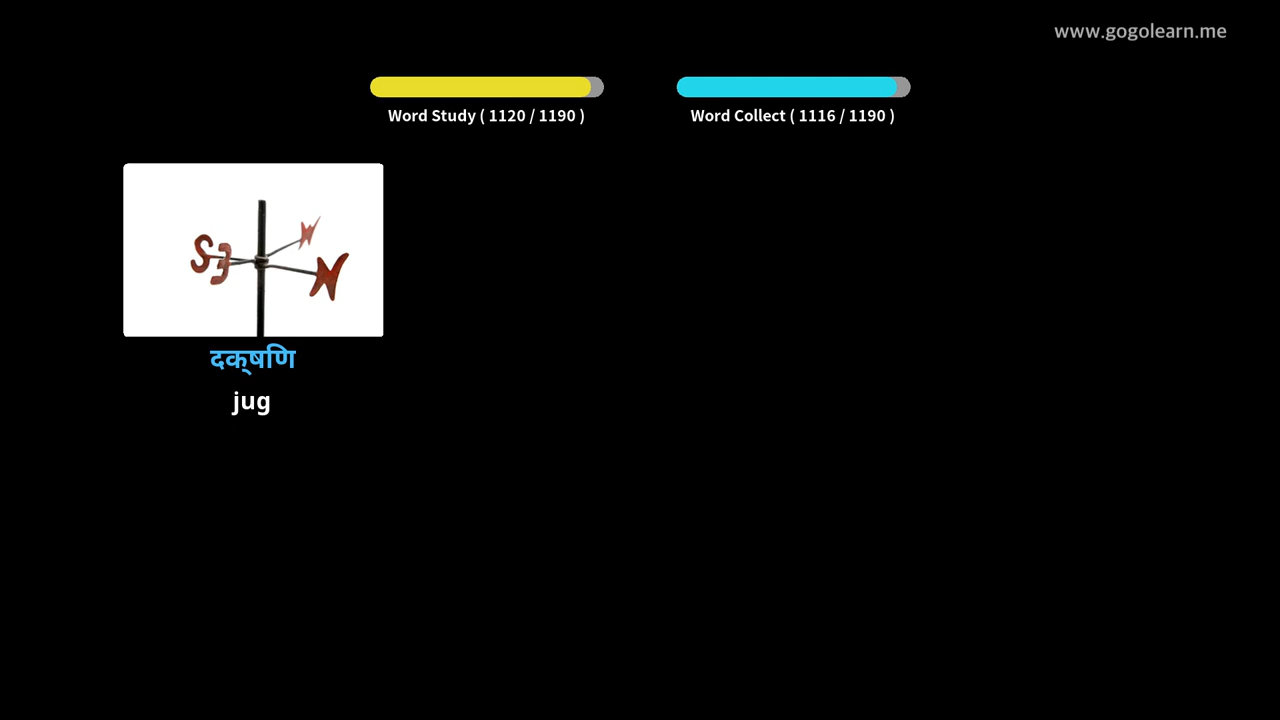 www.gogolearn.me
Word Study ( 1120 / 1190 )
Word Collect ( 1116 / 1190 )
S E N N
दक्षिण
jug